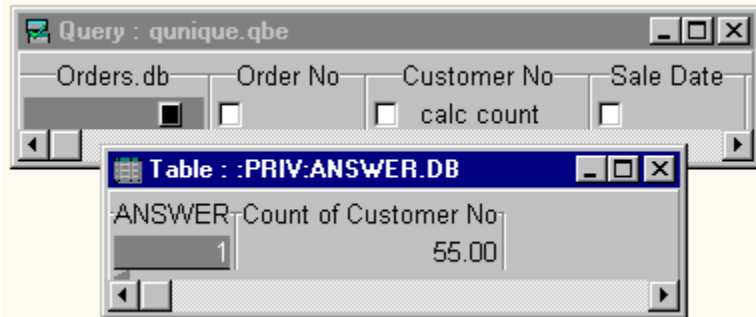 Query : qunique.qbe
Orders.db Order No Customer No Sale Date
calc count
Table : :PRIV:ANSWER.DB
ANSWER Count of Customer No
1 55.00